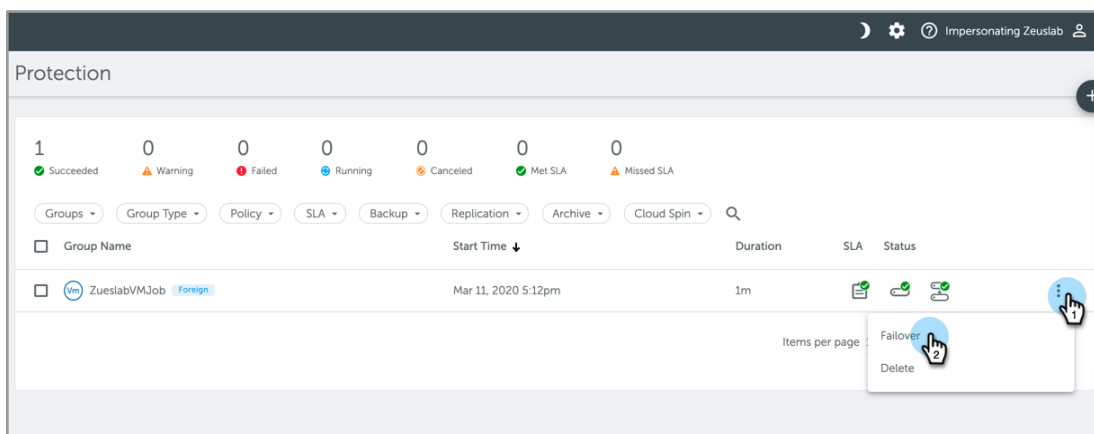 Impersonating Zeuslab
Protection
1 0 0 0 0 0 0
Succeeded Warning Failed Running Canceled Met SLA Missed SLA
Groups Group Type Policy SLA Backup Replication Archive Cloud Spin
Group Name Start Time Duration SLA Status
Vm ZueslabVMJob Foreign Mar 11, 2020 5:12pm 1m
1
Items per page
Failover
2
Delete